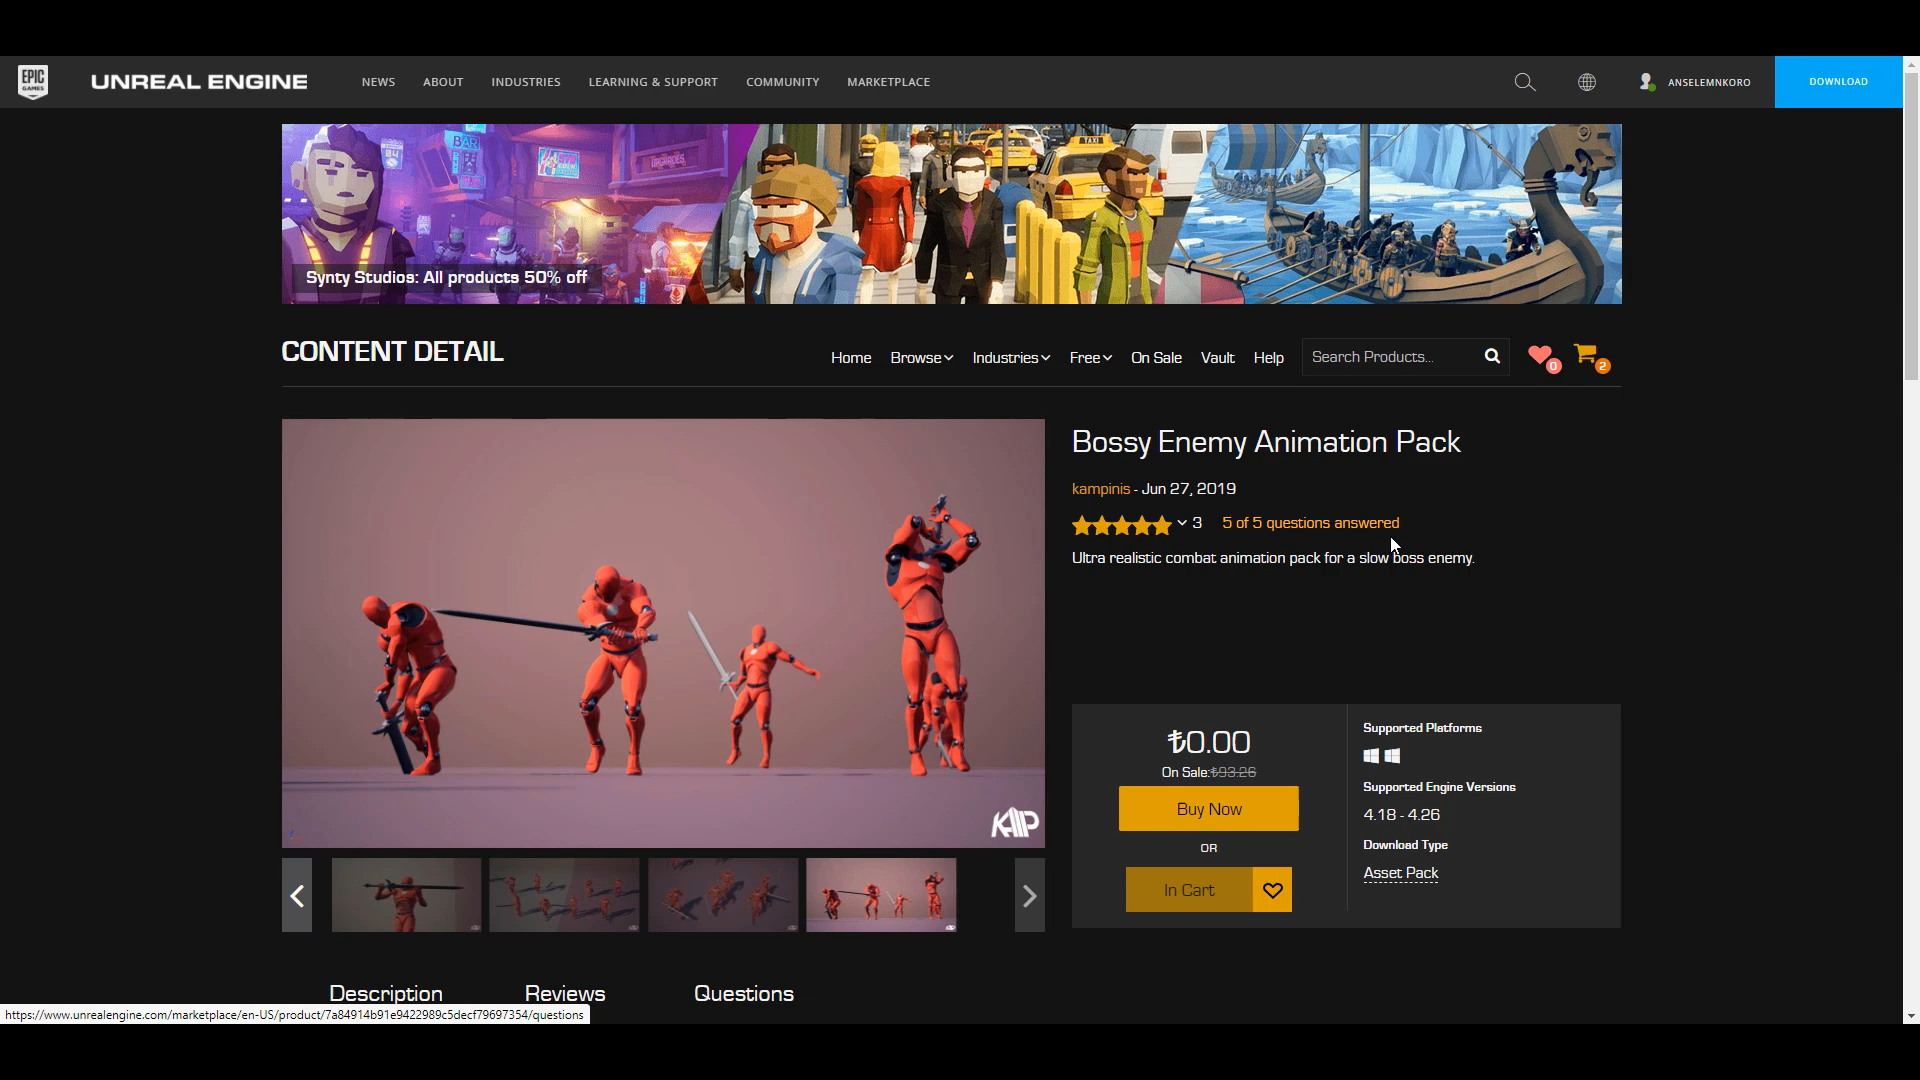 EPIC
GAMES
UNREAL ENGINE
NEWS
ABOUT
INDUSTRIES
LEARNING & SUPPORT
COMMUNITY
MARKETPLACE
ANSELEMNKORO
DOWNLOAD
BAR
UPGRADES
TAXI
Synty Studios: All products 50% off
CONTENT DETAIL
Home
Browse
Industries
Free
On Sale
Vault
Help
Search Products...
0
2
Bossy Enemy Animation Pack
kampinis - Jun 27, 2019
3
5 of 5 questions answered
Ultra realistic combat animation pack for a slow boss enemy.
₺0.00
On Sale:₺93.26
Buy Now
OR
In Cart
Supported Platforms
Supported Engine Versions
4.18 - 4.26
Download Type
Asset Pack
KAIP
Description
Reviews
Questions
https://www.unrealengine.com/marketplace/en-US/product/7a84914b91e9422989c5decf79697354/questions